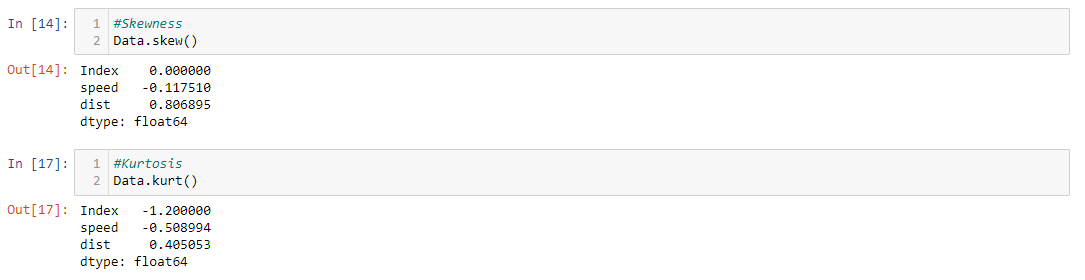 In [14]: 1 #Skewness
2 Data.skew()
Out[14]: Index 0.000000
speed -0.117510
dist 0.806895
dtype: float64
In [17]: 1 #Kurtosis
2 Data.kurt()
Out[17]: Index -1.200000
speed -0.508994
dist 0.405053
dtype: float64